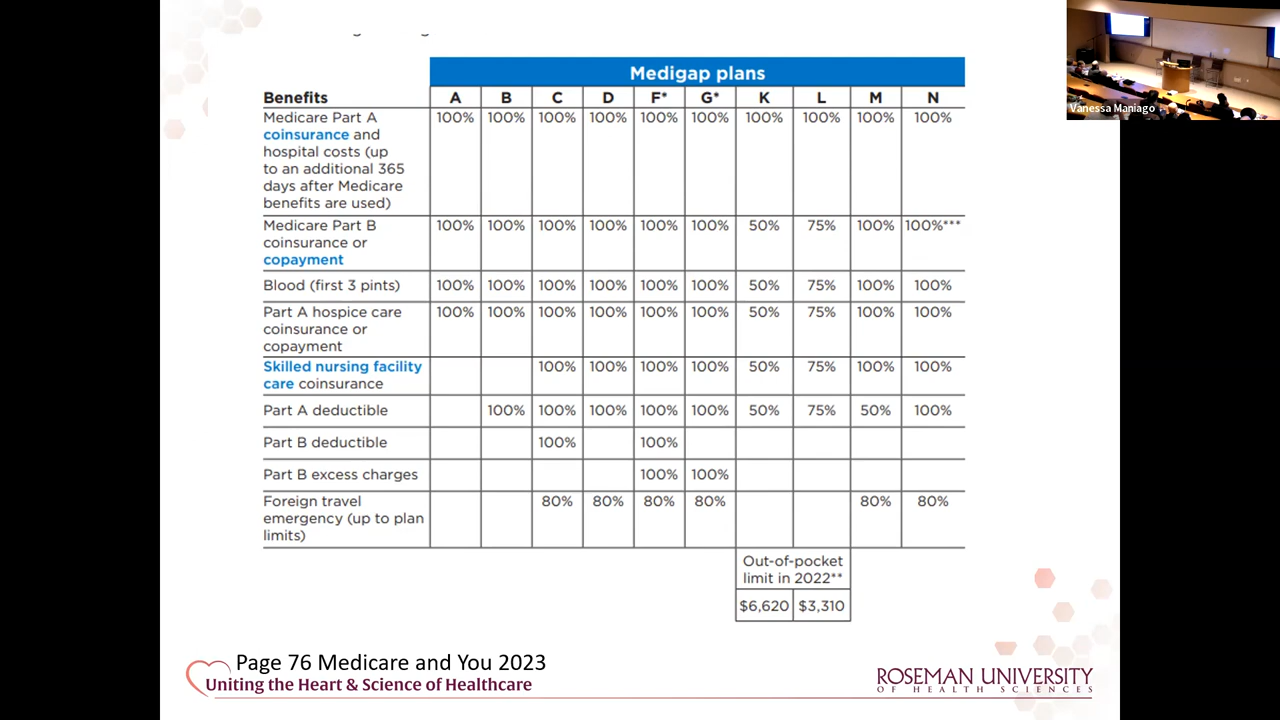 Medigap plans
Benefits A B C D F* G* K L M N
Medicare Part A 100% 100% 100% 100% 100% 100% 100% 100% 100% 100%
coinsurance and
hospital costs (up
to an additional 365
days after Medicare
benefits are used)
Medicare Part B 100% 100% 100% 100% 100% 100% 50% 75% 100% 100%***
coinsurance or
copayment
Blood (first 3 pints) 100% 100% 100% 100% 100% 100% 50% 75% 100% 100%
Part A hospice care 100% 100% 100% 100% 100% 100% 50% 75% 100% 100%
coinsurance or
copayment
Skilled nursing facility 100% 100% 100% 100% 50% 75% 100% 100%
care coinsurance
Part A deductible 100% 100% 100% 100% 100% 50% 75% 50% 100%
Part B deductible 100% 100%
Part B excess charges 100% 100%
Foreign travel 80% 80% 80% 80% 80% 80%
emergency (up to plan
limits)
Out-of-pocket
limit in 2022**
$6,620 $3,310
Page 76 Medicare and You 2023
Uniting the Heart & Science of Healthcare
ROSEMAN UNIVERSITY
OF HEALTH SCIENCES
Vanessa Maniago